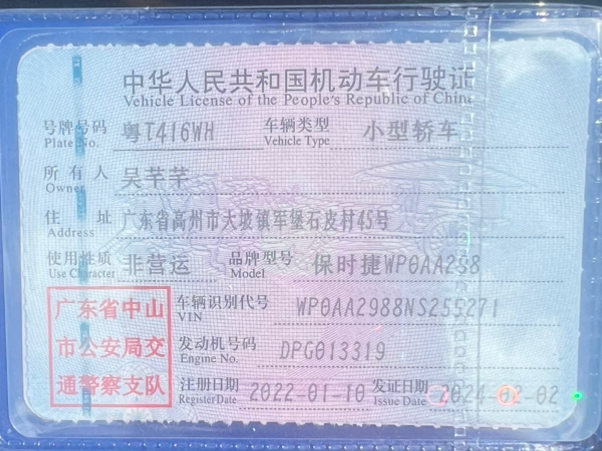 中华人民共和国机动车行驶证
Vehicle License of the People's Republic of China
号牌号码 Plate No. 粤T416WH 车辆类型 Vehicle Type 小型轿车
所有人 Owner 吴芊芊
住址 Address 广东省高州市大坡镇军堡石皮村45号
使用性质 Use Character 非营运 品牌型号 Model 保时捷WP0AA298
车辆识别代号 VIN WP0AA2988NS255271
发动机号码 Engine No. DPG013319
注册日期 Register Date 2022-01-10 发证日期 Issue Date 2024-02-02
广东省中山
市公安局交
通警察支队